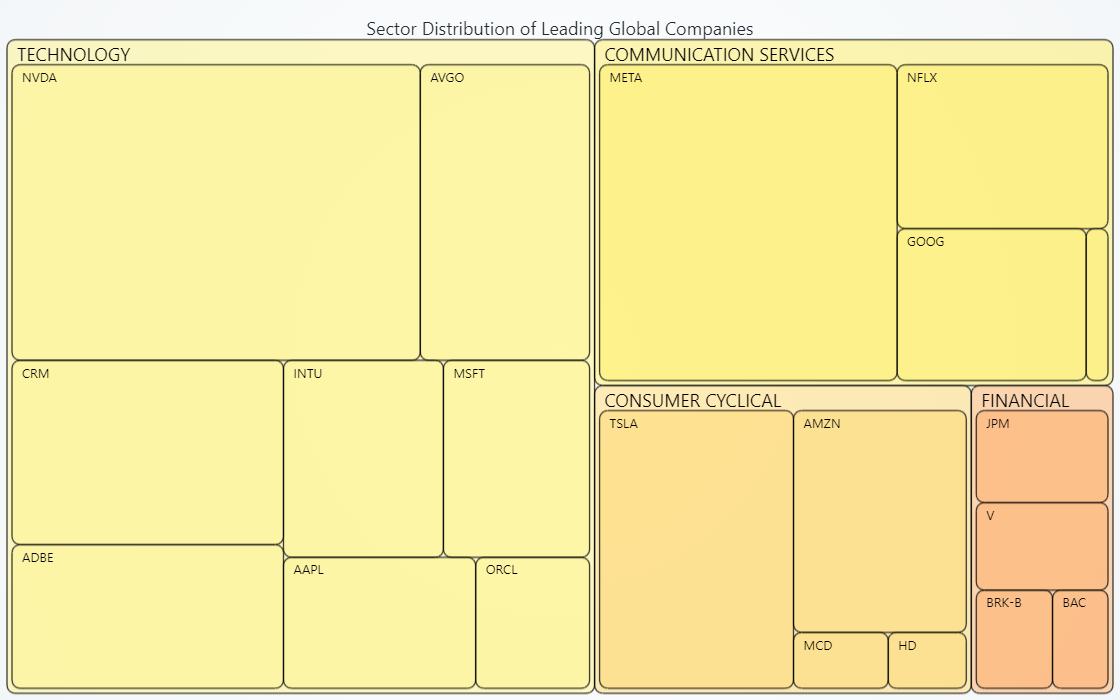 Sector Distribution of Leading Global Companies
TECHNOLOGY
NVDA
AVGO
CRM
INTU
MSFT
ADBE
AAPL
ORCL
COMMUNICATION SERVICES
META
NFLX
GOOG
CONSUMER CYCLICAL
TSLA
AMZN
MCD
HD
FINANCIAL
JPM
V
BRK-B
BAC